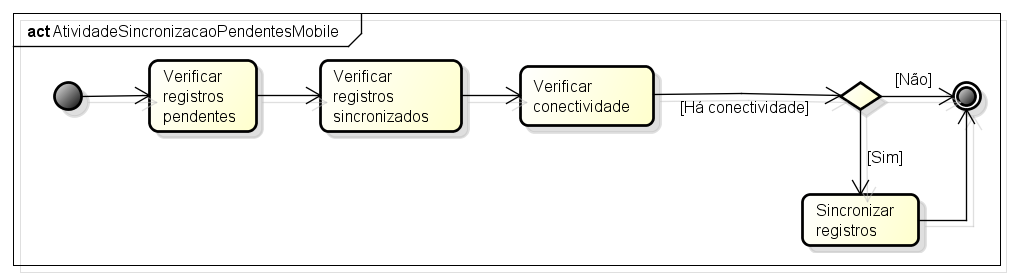 act AtividadeSincronizacaoPendentesMobile
Verificar
registros
pendentes
Verificar
registros
sincronizados
Verificar
conectividade
[Há conectividade]
[Não]
[Sim]
Sincronizar
registros